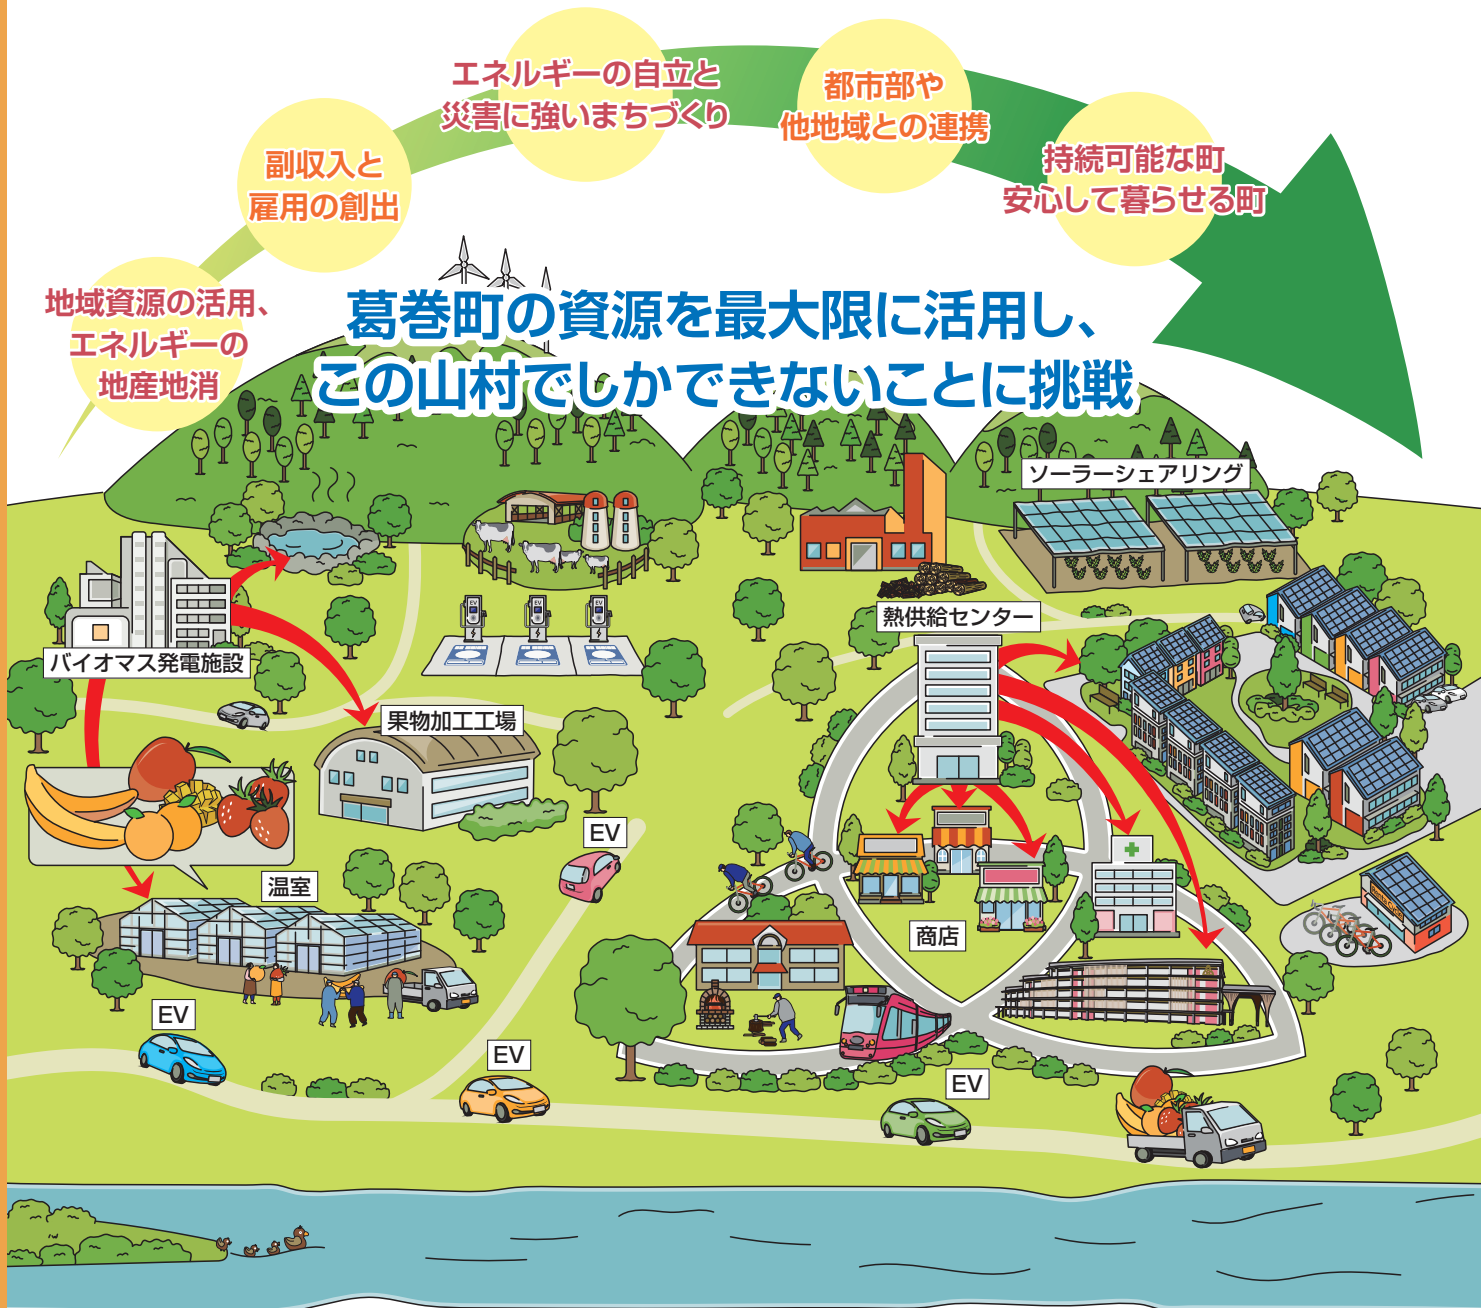 エネルギーの自立と
災害に強いまちづくり
都市部や
他地域との連携
副収入と
雇用の創出
持続可能な町
安心して暮らせる町
地域資源の活用、
エネルギーの
地産地消
葛巻町の資源を最大限に活用し、
この山村でしかできないことに挑戦
ソーラーシェアリング
EV
EV
EV
熱供給センター
バイオマス発電施設
果物加工工場
EV
温室
商店
EV
EV
EV